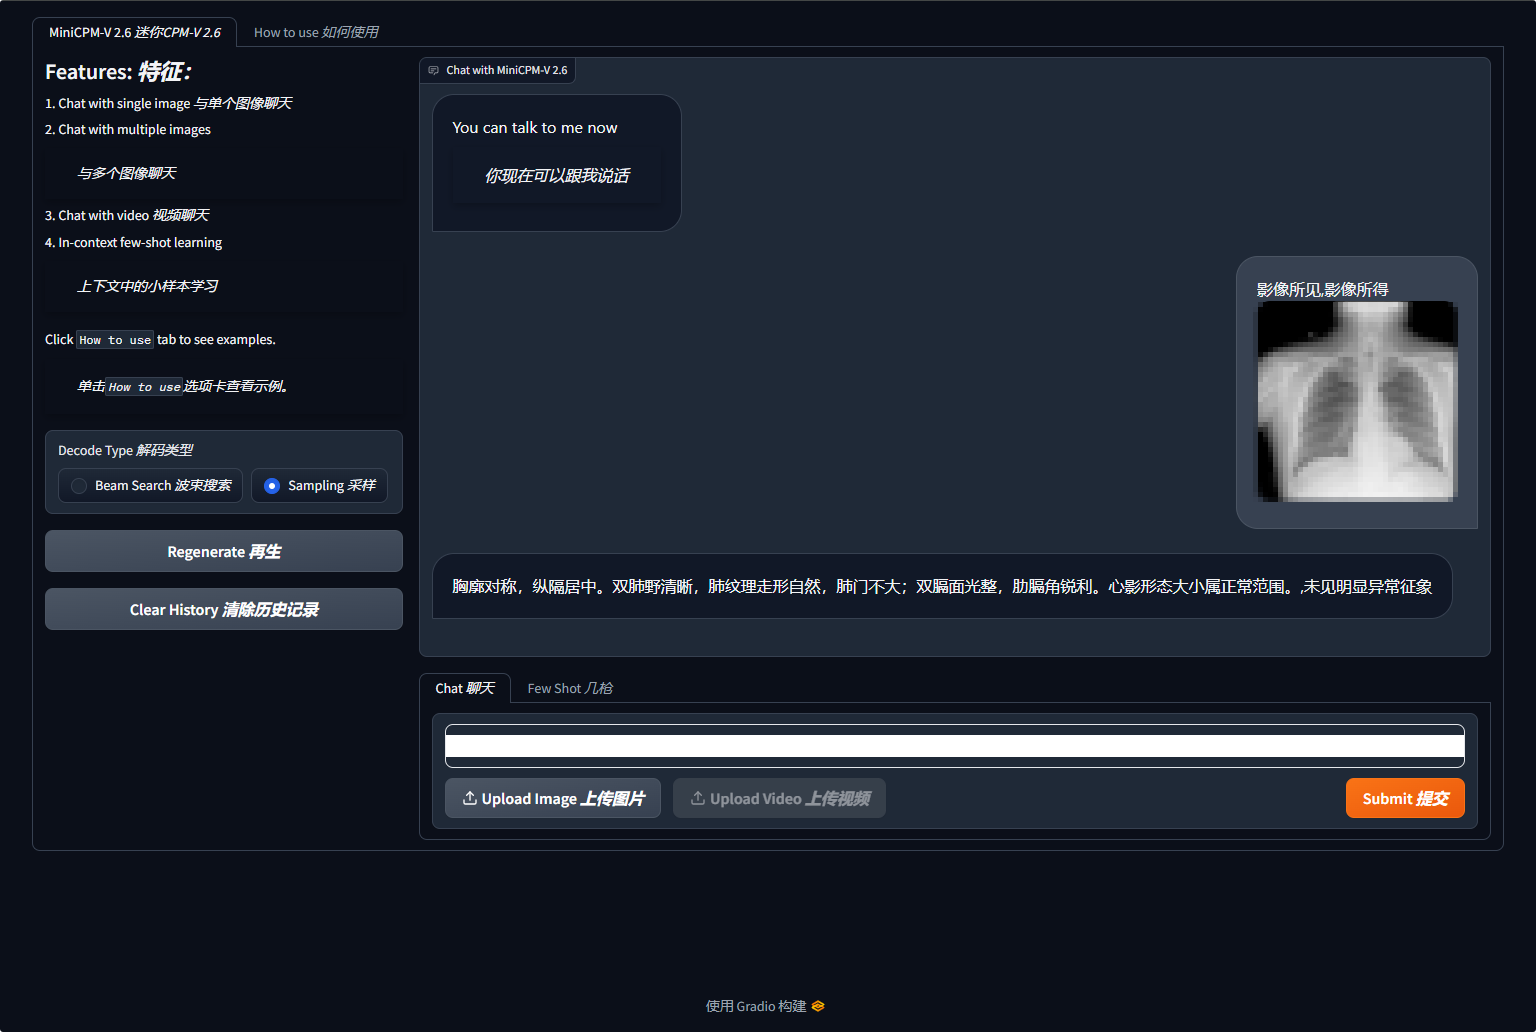 MiniCPM-V 2.6 迷你CPM-V 2.6
How to use 如何使用
Features: 特征：
1. Chat with single image 与单个图像聊天
2. Chat with multiple images
与多个图像聊天
3. Chat with video 视频聊天
4. In-context few-shot learning
上下文中的小样本学习
Click How to use tab to see examples.
单击How to use选项卡查看示例。
Decode Type 解码类型
Beam Search 波束搜索
Sampling 采样
Regenerate 再生
Clear History 清除历史记录
Chat with MiniCPM-V 2.6
You can talk to me now
你现在可以跟我说话
影像所见,影像所得
胸廓对称，纵隔居中。双肺野清晰，肺纹理走形自然，肺门不大；双膈面光整，肋膈角锐利。心影形态大小属正常范围。,未见明显异常征象
Chat 聊天
Few Shot 几枪
Upload Image 上传图片
Upload Video 上传视频
Submit 提交
使用 Gradio 构建